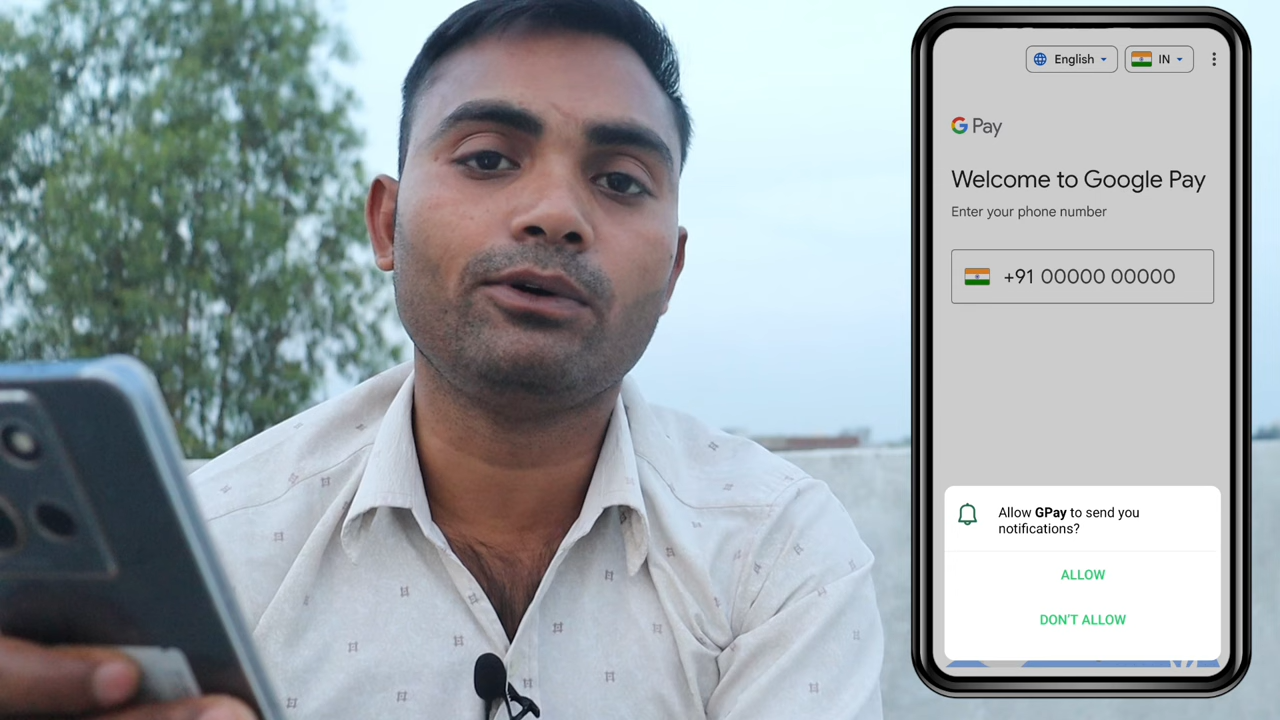 English
IN
G Pay
Welcome to Google Pay
Enter your phone number
+91 00000 00000
Allow GPay to send you
notifications?
ALLOW
DON'T ALLOW